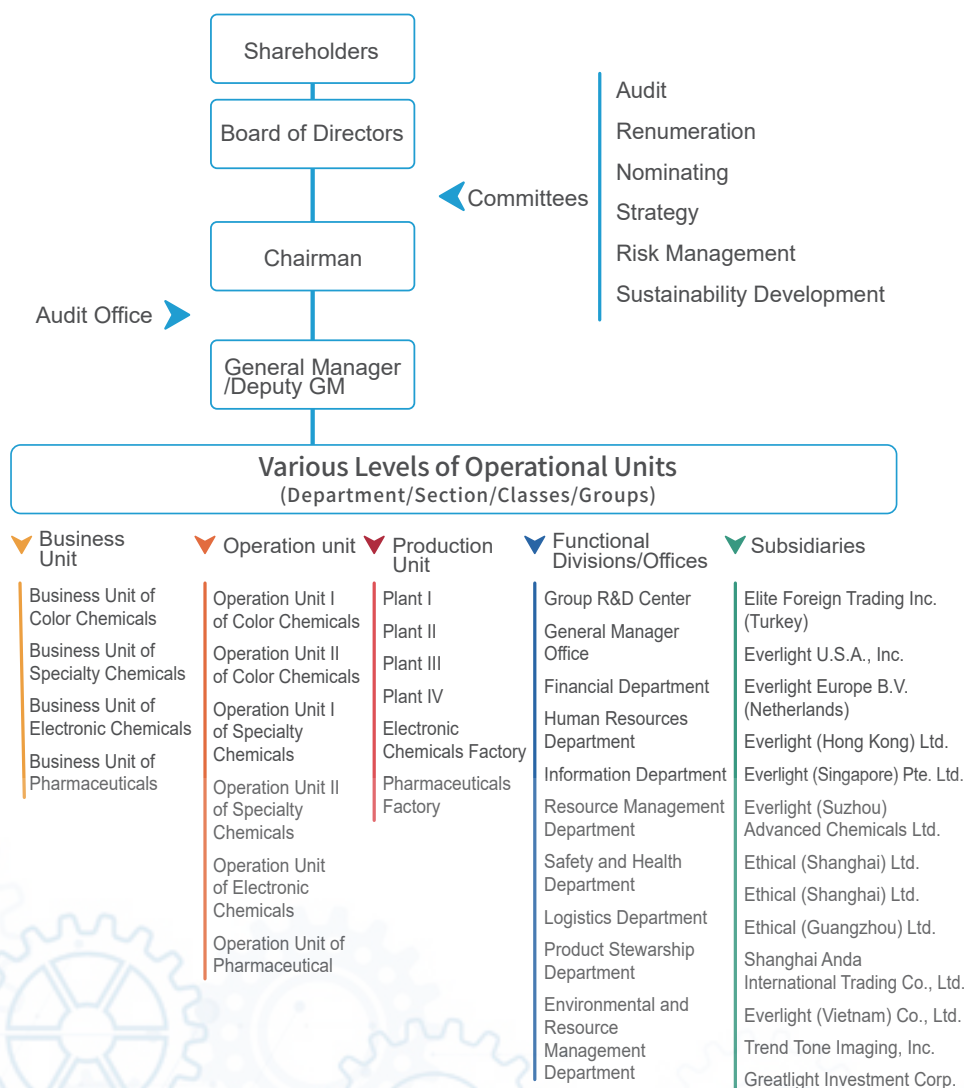 Shareholders
Board of Directors
Chairman
General Manager
/Deputy GM
Committees
Audit
Renumeration
Nominating
Strategy
Risk Management
Sustainability Development
Audit Office
Various Levels of Operational Units
(Department/Section/Classes/Groups)
Business
Unit
Business Unit of
Color Chemicals
Business Unit of
Specialty Chemicals
Business Unit of
Electronic Chemicals
Business Unit of
Pharmaceuticals
Operation unit
Operation Unit I
of Color Chemicals
Operation Unit II
of Color Chemicals
Operation Unit I
of Specialty
Chemicals
Operation Unit II
of Specialty
Chemicals
Operation Unit
of Electronic
Chemicals
Operation Unit of
Pharmaceutical
Production
Unit
Plant I
Plant II
Plant III
Plant IV
Electronic
Chemicals Factory
Pharmaceuticals
Factory
Functional
Divisions/Offices
Group R&D Center
General Manager
Office
Financial Department
Human Resources
Department
Information Department
Resource Management
Department
Safety and Health
Department
Logistics Department
Product Stewarship
Department
Environmental and
Resource
Management
Department
Subsidiaries
Elite Foreign Trading Inc.
(Turkey)
Everlight U.S.A., Inc.
Everlight Europe B.V.
(Netherlands)
Everlight (Hong Kong) Ltd.
Everlight (Singapore) Pte. Ltd.
Everlight (Suzhou)
Advanced Chemicals Ltd.
Ethical (Shanghai) Ltd.
Ethical (Shanghai) Ltd.
Ethical (Guangzhou) Ltd.
Shanghai Anda
International Trading Co., Ltd.
Everlight (Vietnam) Co., Ltd.
Trend Tone Imaging, Inc.
Greatlight Investment Corp.